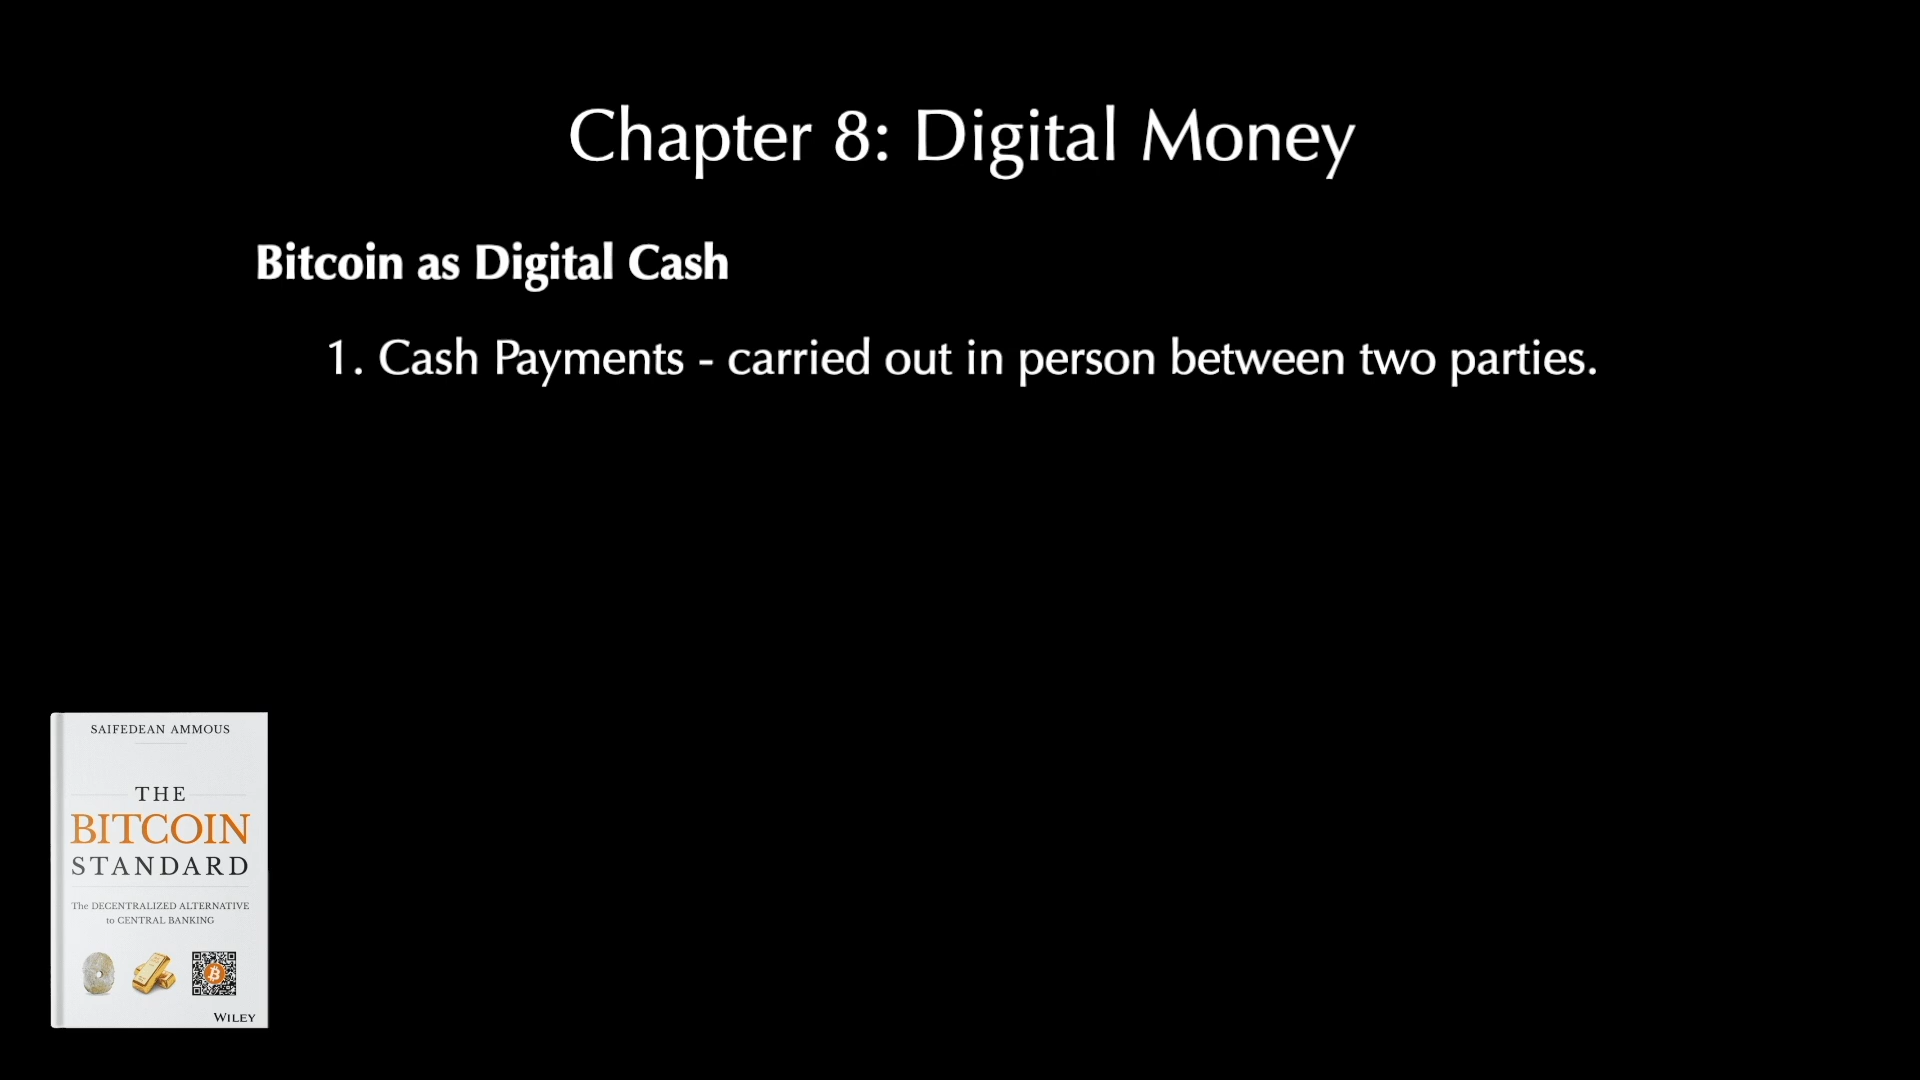 Chapter 8: Digital Money
Bitcoin as Digital Cash
1. Cash Payments - carried out in person between two parties.
SAIFEDEAN AMMOUS
THE
BITCOIN
STANDARD
The DECENTRALIZED ALTERNATIVE
to CENTRAL BANKING
WILEY